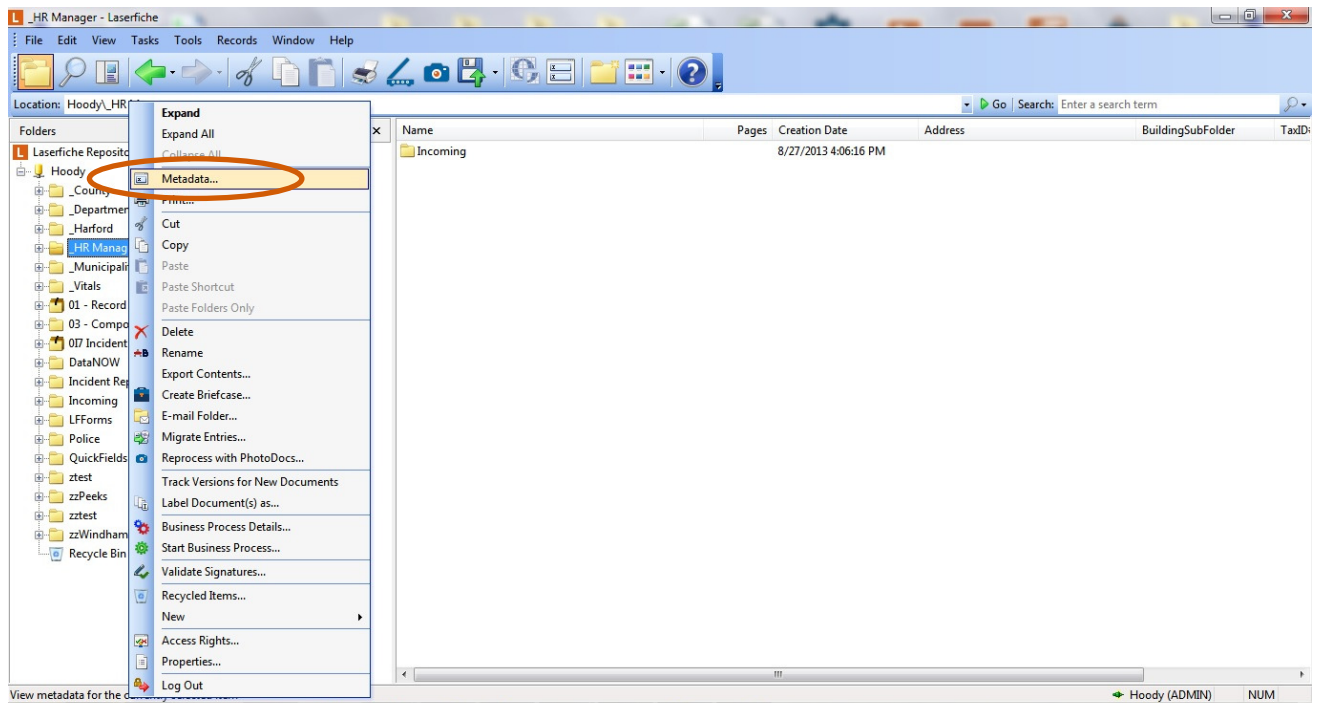 L _HR Manager - Laserfiche
File Edit View Tasks Tools Records Window Help
Location: Hoody\_HR
Go Search: Enter a search term
Folders
Name Pages Creation Date Address BuildingSubFolder TaxID
Incoming 8/27/2013 4:06:16 PM
L Laserfiche Reposito
Hoody
_County
_Departmen
_Harford
_HR Manag
_Municipali
_Vitals
01 - Record
03 - Compo
0I7 Incident
DataNOW
Incident Rep
Incoming
LFForms
Police
QuickFields
ztest
zzPeeks
zztest
zzWindham
Recycle Bin
Expand
Expand All
Collapse All
Metadata...
Print...
Cut
Copy
Paste
Paste Shortcut
Paste Folders Only
Delete
AB Rename
Export Contents...
Create Briefcase...
E-mail Folder...
Migrate Entries...
Reprocess with PhotoDocs...
Track Versions for New Documents
Label Document(s) as...
Business Process Details...
Start Business Process...
Validate Signatures...
Recycled Items...
New
Access Rights...
Properties...
Log Out
View metadata for the currently selected item
Hoody (ADMIN) NUM